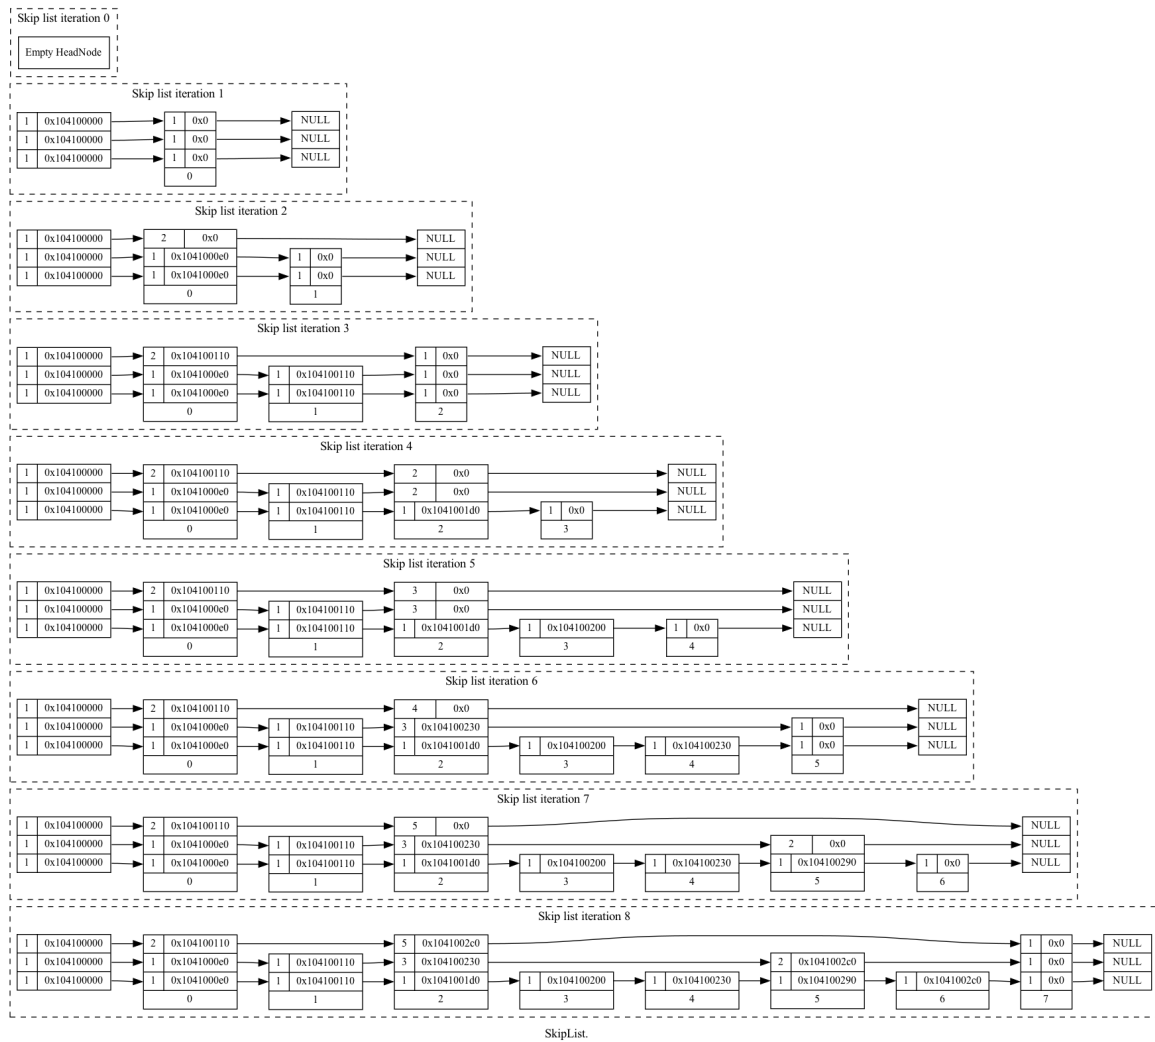 Skip list iteration 0
Empty HeadNode
Skip list iteration 1
1 0x104100000 1 0x0 NULL
1 0x104100000 1 0x0 NULL
1 0x104100000 1 0x0 NULL
0
Skip list iteration 2
1 0x104100000 2 0x0 NULL
1 0x104100000 1 0x1041000e0 1 0x0 NULL
1 0x104100000 1 0x1041000e0 1 0x0 NULL
0 1
Skip list iteration 3
1 0x104100000 2 0x104100110 1 0x0 NULL
1 0x104100000 1 0x1041000e0 1 0x104100110 1 0x0 NULL
1 0x104100000 1 0x1041000e0 1 0x104100110 1 0x0 NULL
0 1 2
Skip list iteration 4
1 0x104100000 2 0x104100110 2 0x0 NULL
1 0x104100000 1 0x1041000e0 1 0x104100110 2 0x0 NULL
1 0x104100000 1 0x1041000e0 1 0x104100110 1 0x1041001d0 1 0x0 NULL
0 1 2 3
Skip list iteration 5
1 0x104100000 2 0x104100110 3 0x0 NULL
1 0x104100000 1 0x1041000e0 1 0x104100110 3 0x0 NULL
1 0x104100000 1 0x1041000e0 1 0x104100110 1 0x1041001d0 1 0x104100200 1 0x0 NULL
0 1 2 3 4
Skip list iteration 6
1 0x104100000 2 0x104100110 4 0x0 NULL
1 0x104100000 1 0x1041000e0 1 0x104100110 3 0x104100230 1 0x0 NULL
1 0x104100000 1 0x1041000e0 1 0x104100110 1 0x1041001d0 1 0x104100200 1 0x104100230 1 0x0 NULL
0 1 2 3 4 5
Skip list iteration 7
1 0x104100000 2 0x104100110 5 0x0 NULL
1 0x104100000 1 0x1041000e0 1 0x104100110 3 0x104100230 2 0x0 NULL
1 0x104100000 1 0x1041000e0 1 0x104100110 1 0x1041001d0 1 0x104100200 1 0x104100230 1 0x104100290 1 0x0 NULL
0 1 2 3 4 5 6
Skip list iteration 8
1 0x104100000 2 0x104100110 5 0x1041002c0 1 0x0 NULL
1 0x104100000 1 0x1041000e0 1 0x104100110 3 0x104100230 2 0x1041002c0 1 0x0 NULL
1 0x104100000 1 0x1041000e0 1 0x104100110 1 0x1041001d0 1 0x104100200 1 0x104100230 1 0x104100290 1 0x1041002c0 1 0x0 NULL
0 1 2 3 4 5 6 7
SkipList.